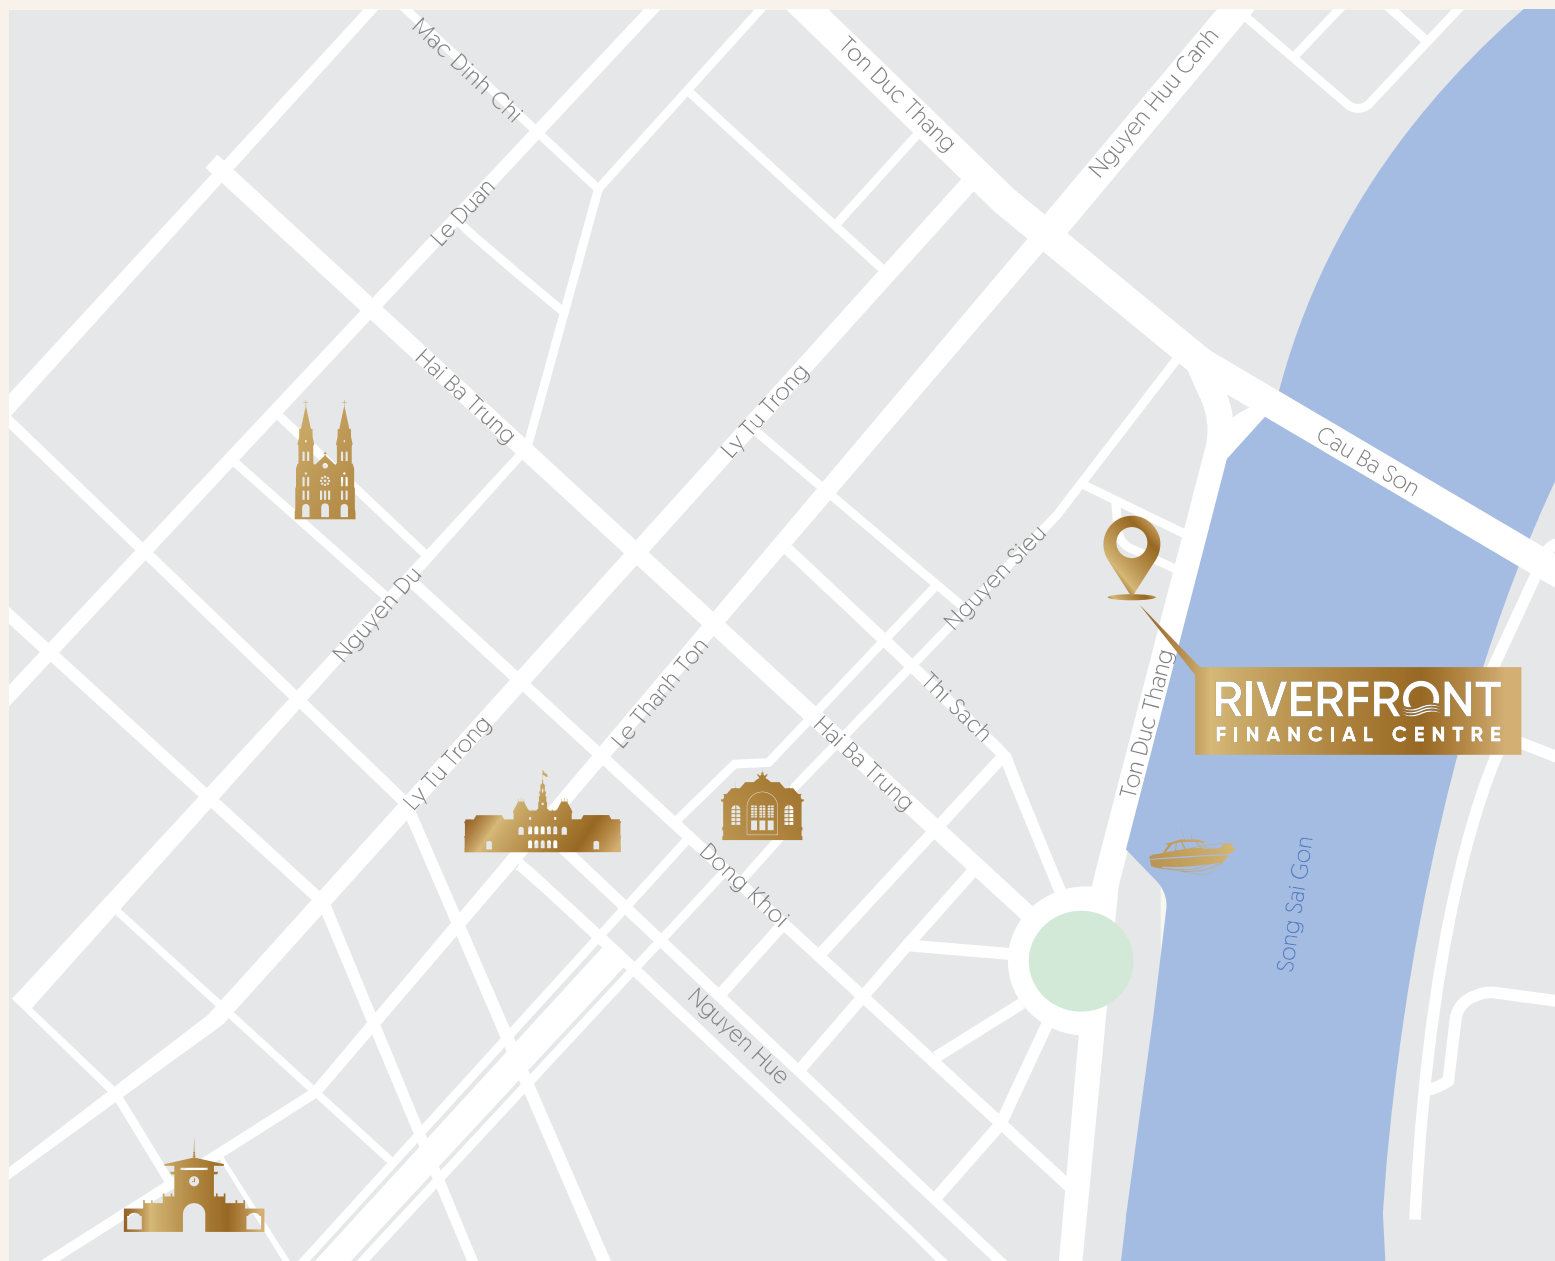 Mac Dinh Chi
Ton Duc Thang
Nguyen Huu Canh
Le Duan
Hai Ba Trung
Ly Tu Trong
Cau Ba Son
Nguyen Sieu
Nguyen Du
Le Thanh Ton
Thi Sach
Ton Duc Thang
RIVERFRONT
FINANCIAL CENTRE
Ly Tu Trong
Hai Ba Trung
Dong Khoi
Song Sai Gon
Nguyen Hue